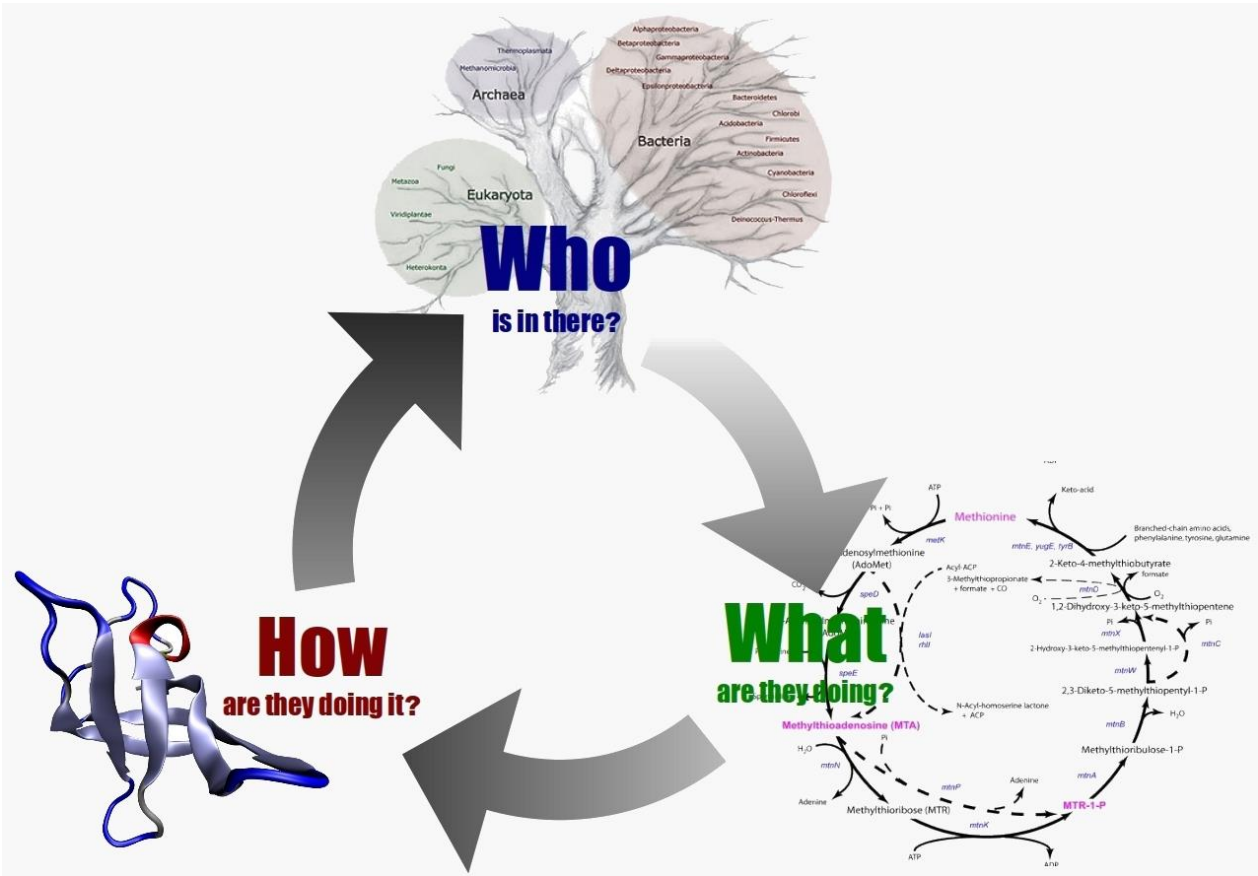 Alphaproteobacteria
Betaproteobacteria
Gammaproteobacteria
Deltaproteobacteria
Epsilonproteobacteria
Bacteroidetes
Chlorobi
Acidobacteria
Firmicutes
Actinobacteria
Cyanobacteria
Chloroflexi
Deinococcus-Thermus
Bacteria
Thermoplasmata
Methanomicrobia
Archaea
Fungi
Metazoa
Eukaryota
Viridiplantae
Heterokonta
Who
is in there?
What
are they doing?
How
are they doing it?
ATP
Pi + Pi
Methionine
Keto-acid
metK
mtnE, yugE, tyrB
Branched-chain amino acids,
phenylalanine, tyrosine, glutamine
denosylmethionine
(AdoMet)
2-Keto-4-methylthiobutyrate
Acyl-ACP
3-Methylthiopropionate
+ formate + CO
formate
mtnD
O2
O2
CO2
speD
1,2-Dihydroxy-3-keto-5-methylthiopentene
lasI
rhlI
Pi
mtnX
Pi
mtnC
2-Hydroxy-3-keto-5-methylthiopentenyl-1-P
mtnW
speE
2,3-Diketo-5-methylthiopentyl-1-P
N-Acyl-homoserine lactone
+ ACP
H2O
mtnB
Methylthioadenosine (MTA)
Pi
H2O
mtnN
Methylthioribulose-1-P
mtnA
Adenine
mtnP
Adenine
Methylthioribose (MTR)
MTR-1-P
mtnK
ATP
ADP